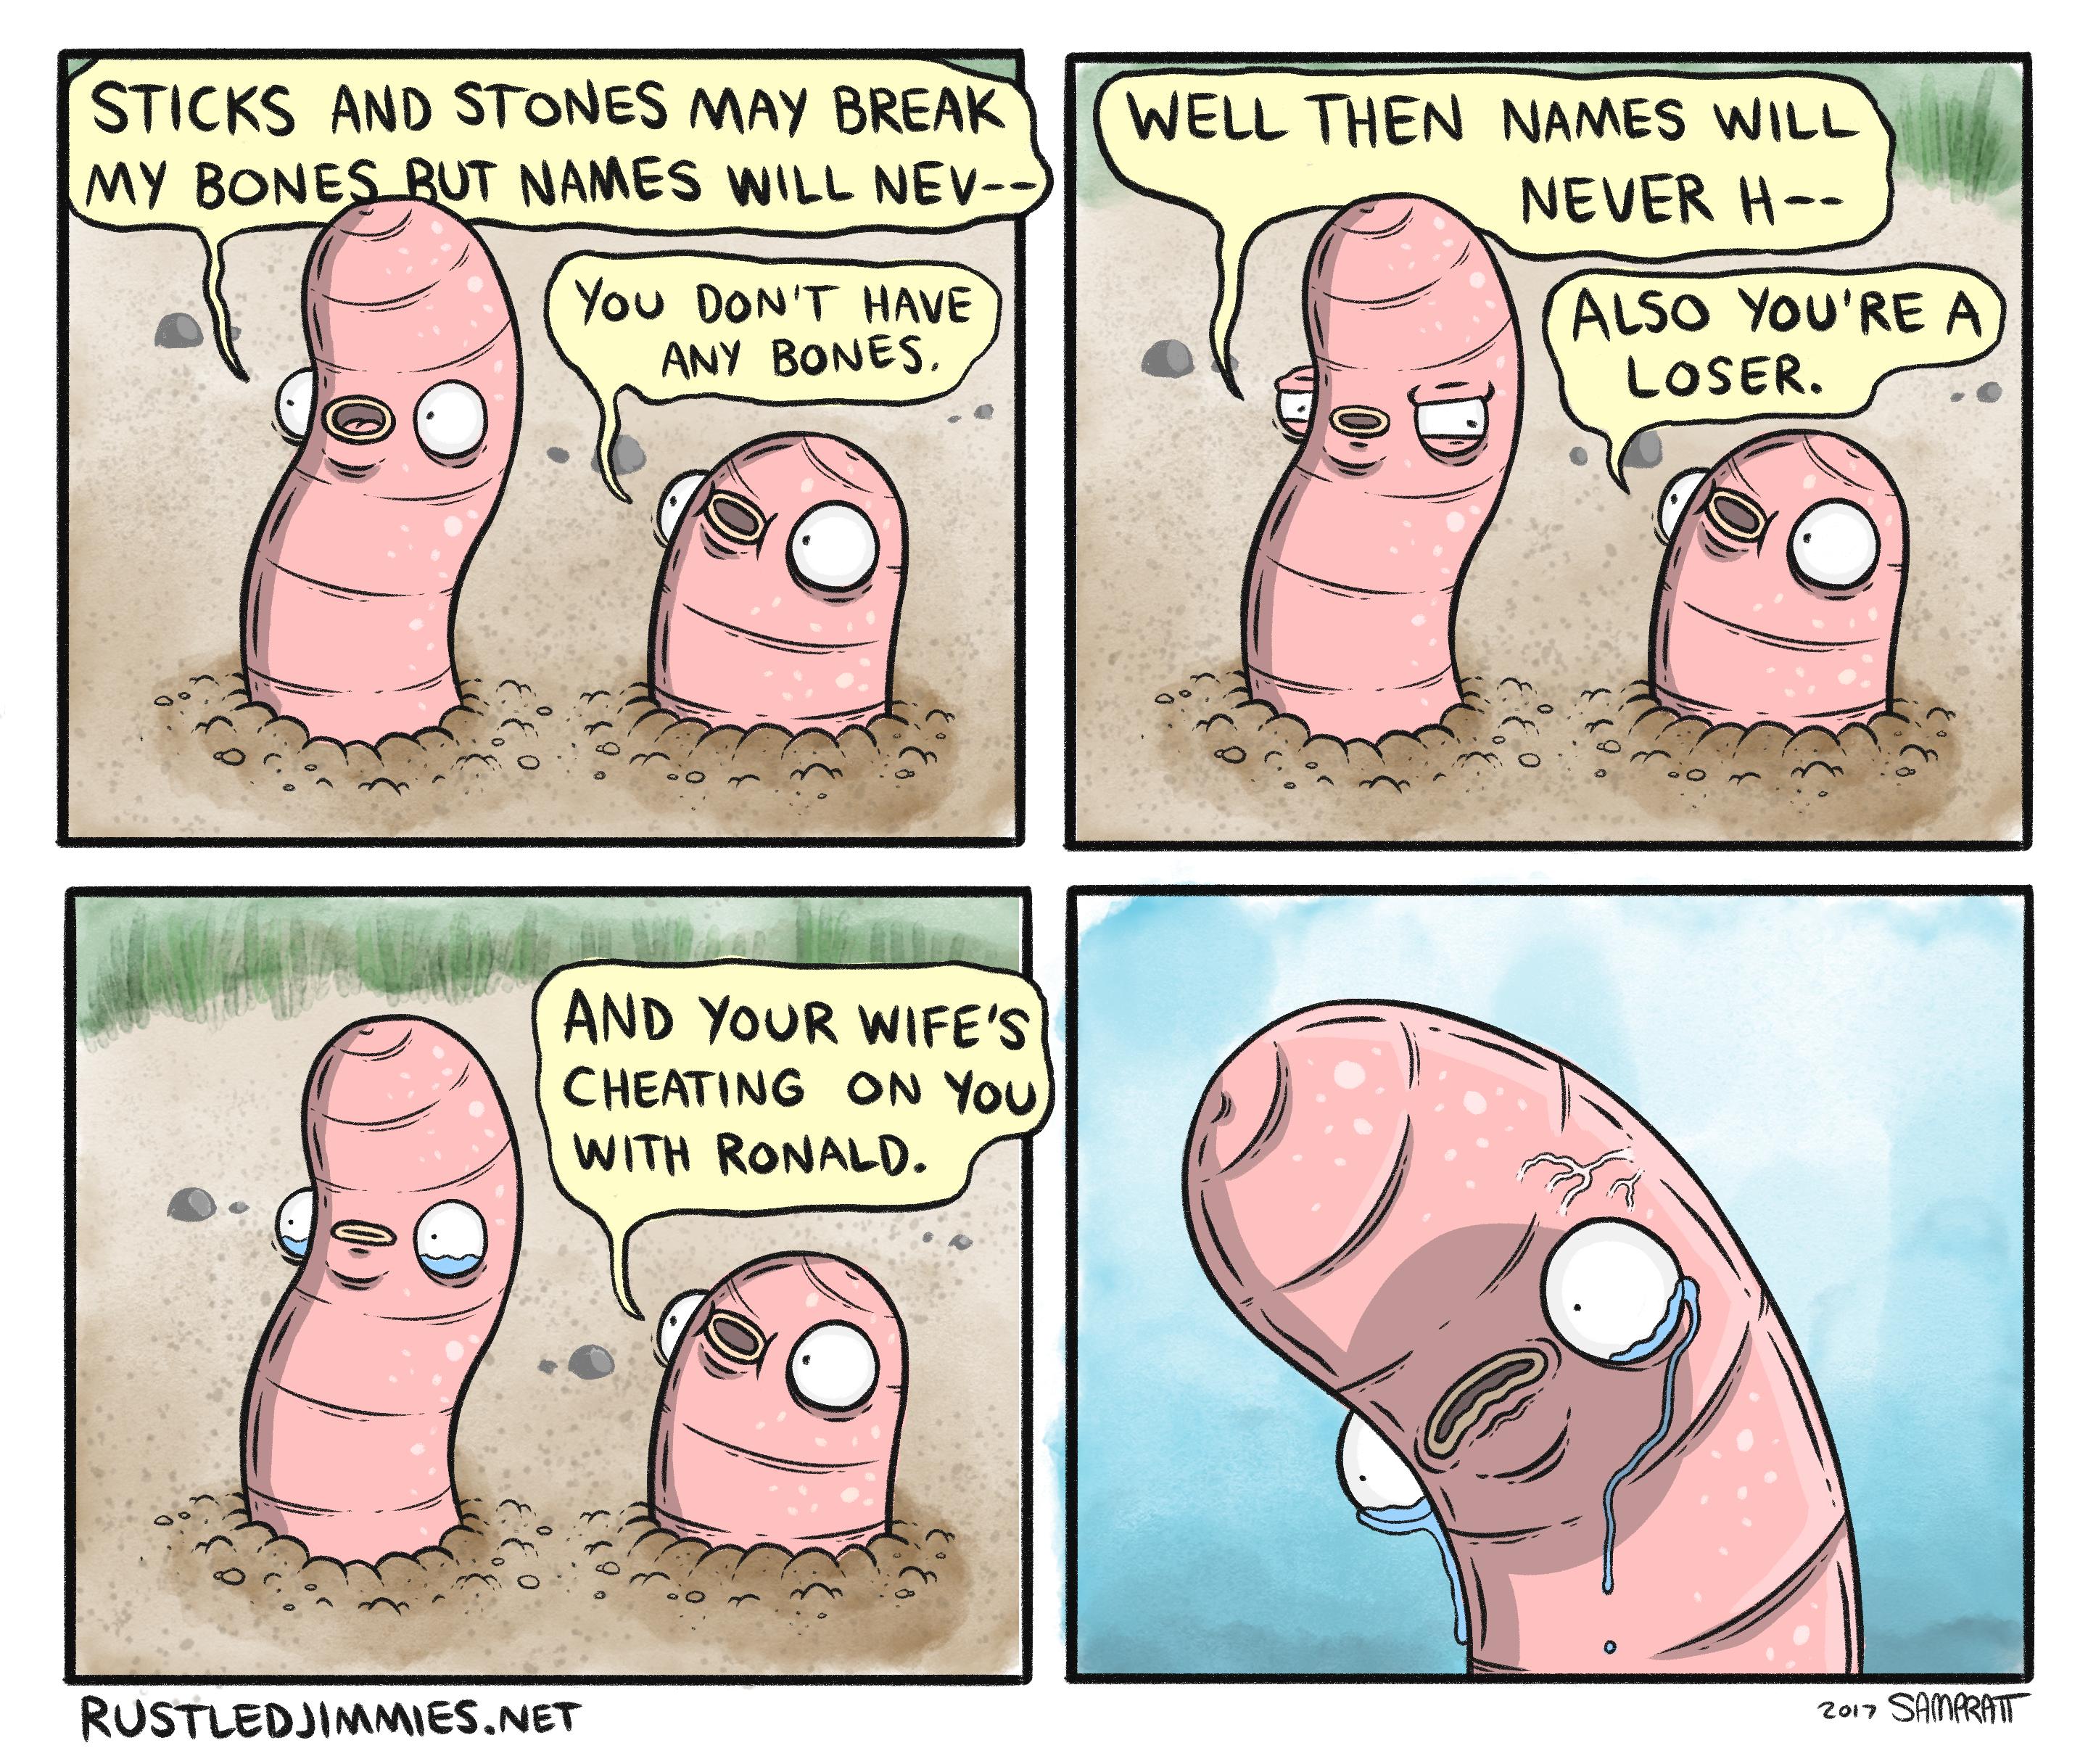 STICKS AND STONES MAY BREAK
MY BONES BUT NAMES WILL NEV--
YOU DON'T HAVE
ANY BONES.
WELL THEN NAMES WILL
NEVER H--
ALSO YOU'RE A
LOSER.
AND YOUR WIFE'S
CHEATING ON YOU
WITH RONALD.
RUSTLEDJIMMIES.NET
2017 SAMPRATT